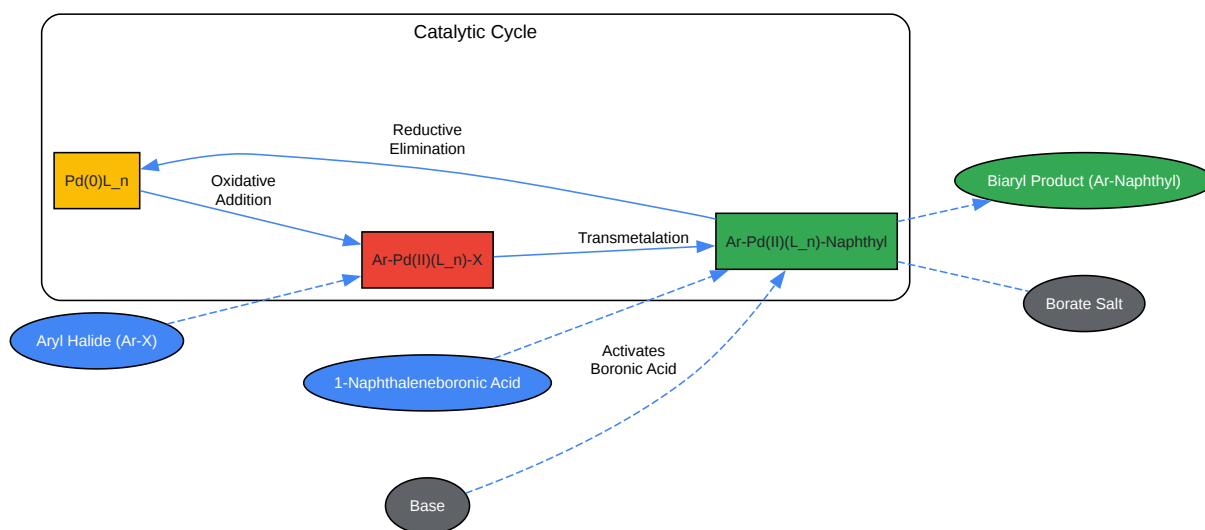 Catalytic Cycle
Reductive
Elimination
Pd(0)L_n
Oxidative
Addition
Biaryl Product (Ar-Naphthyl)
Transmetalation
Ar-Pd(II)(L_n)-Naphthyl
Ar-Pd(II)(L_n)-X
Borate Salt
Aryl Halide (Ar-X)
Activates
Boronic Acid
1-Naphthaleneboronic Acid
Base